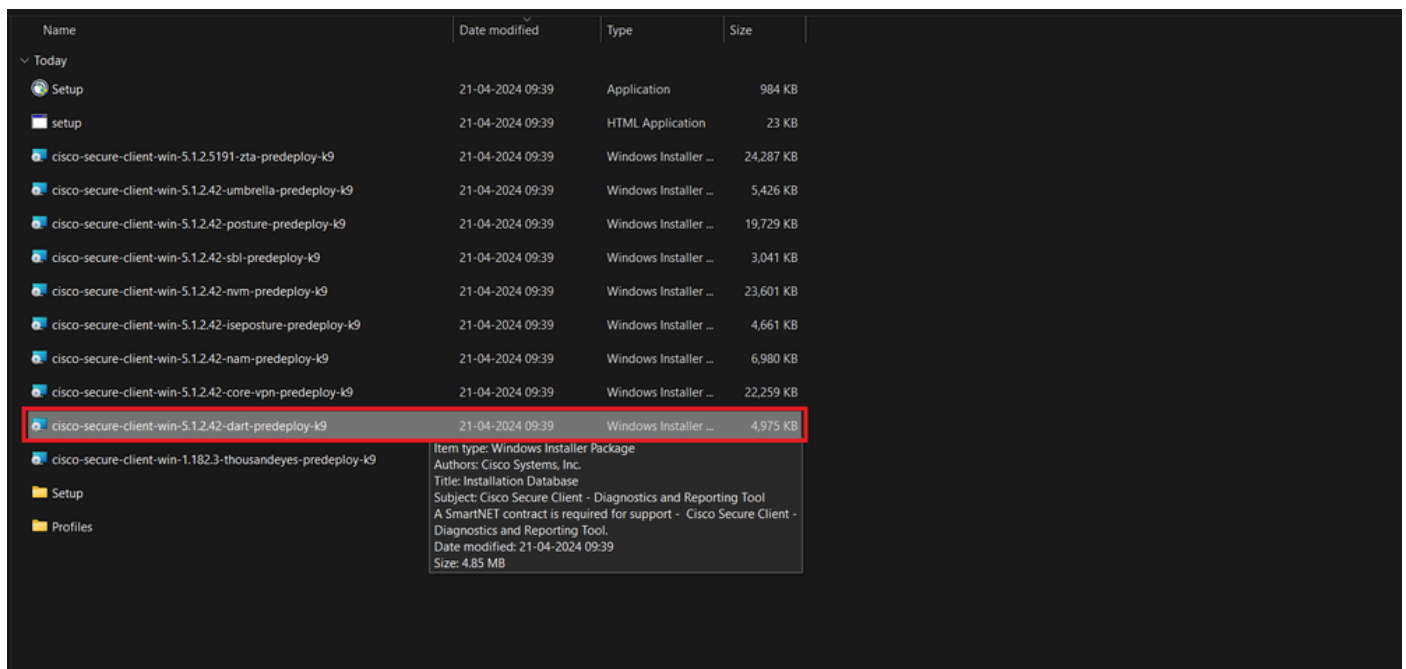 Name Date modified Type Size
Today
Setup 21-04-2024 09:39 Application 984 KB
setup 21-04-2024 09:39 HTML Application 23 KB
cisco-secure-client-win-5.1.2.5191-zta-predeploy-k9 21-04-2024 09:39 Windows Installer ... 24,287 KB
cisco-secure-client-win-5.1.2.42-umbrella-predeploy-k9 21-04-2024 09:39 Windows Installer ... 5,426 KB
cisco-secure-client-win-5.1.2.42-posture-predeploy-k9 21-04-2024 09:39 Windows Installer ... 19,729 KB
cisco-secure-client-win-5.1.2.42-sbl-predeploy-k9 21-04-2024 09:39 Windows Installer ... 3,041 KB
cisco-secure-client-win-5.1.2.42-nvm-predeploy-k9 21-04-2024 09:39 Windows Installer ... 23,601 KB
cisco-secure-client-win-5.1.2.42-iseposture-predeploy-k9 21-04-2024 09:39 Windows Installer ... 4,661 KB
cisco-secure-client-win-5.1.2.42-nam-predeploy-k9 21-04-2024 09:39 Windows Installer ... 6,980 KB
cisco-secure-client-win-5.1.2.42-core-vpn-predeploy-k9 21-04-2024 09:39 Windows Installer ... 22,259 KB
cisco-secure-client-win-5.1.2.42-dart-predeploy-k9 21-04-2024 09:39 Windows Installer ... 4,975 KB
cisco-secure-client-win-1.182.3-thousandeyes-predeploy-k9
Setup
Profiles
Item type: Windows Installer Package
Authors: Cisco Systems, Inc.
Title: Installation Database
Subject: Cisco Secure Client - Diagnostics and Reporting Tool
A SmartNET contract is required for support - Cisco Secure Client -
Diagnostics and Reporting Tool.
Date modified: 21-04-2024 09:39
Size: 4.85 MB